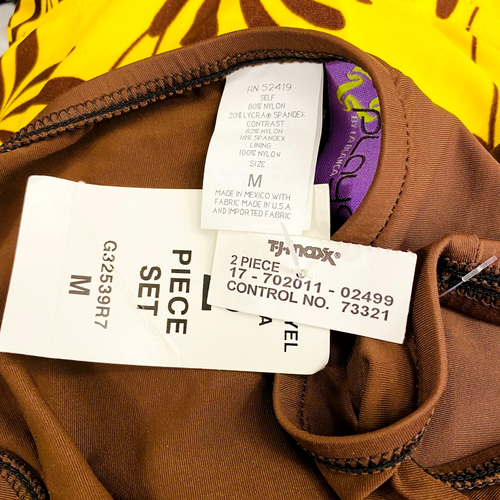 RN 52419
SELF
80% NYLON
20% LYCRA® SPANDEX
CONTRAST
82% NYLON
18% SPANDEX
LINING
100% NYLON
SIZE
M
MADE IN MEXICO WITH
FABRIC MADE IN U.S.A
AND IMPORTED FABRIC
Playa
T·J·maxx®
2 PIECE
17 - 702011 - 02499
CONTROL NO. 73321
YEL
A
PIECE
SET
G32539R7
M